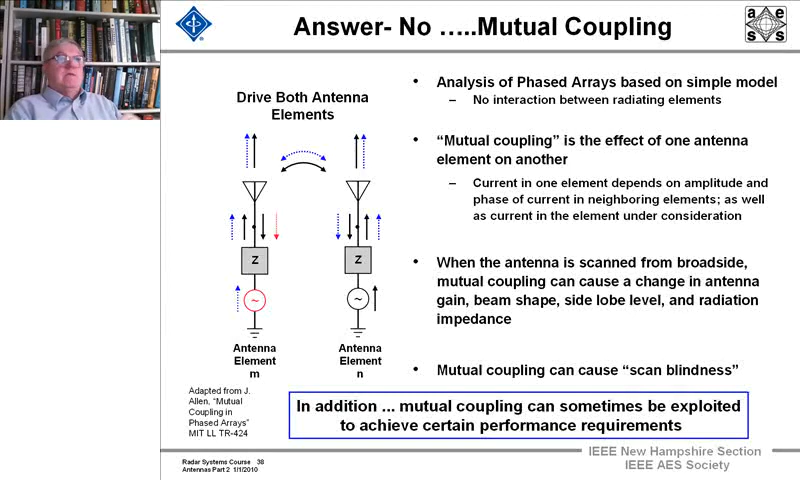 Answer- No …..Mutual Coupling
a e
s s
Drive Both Antenna
Elements
Z
Z
~
~
Antenna
Element
m
Antenna
Element
n
Adapted from J.
Allen, “Mutual
Coupling in
Phased Arrays”
MIT LL TR-424
• Analysis of Phased Arrays based on simple model
– No interaction between radiating elements
• “Mutual coupling” is the effect of one antenna
element on another
– Current in one element depends on amplitude and
phase of current in neighboring elements; as well
as current in the element under consideration
• When the antenna is scanned from broadside,
mutual coupling can cause a change in antenna
gain, beam shape, side lobe level, and radiation
impedance
• Mutual coupling can cause “scan blindness”
In addition ... mutual coupling can sometimes be exploited
to achieve certain performance requirements
Radar Systems Course 38
Antennas Part 2 1/1/2010
IEEE New Hampshire Section
IEEE AES Society